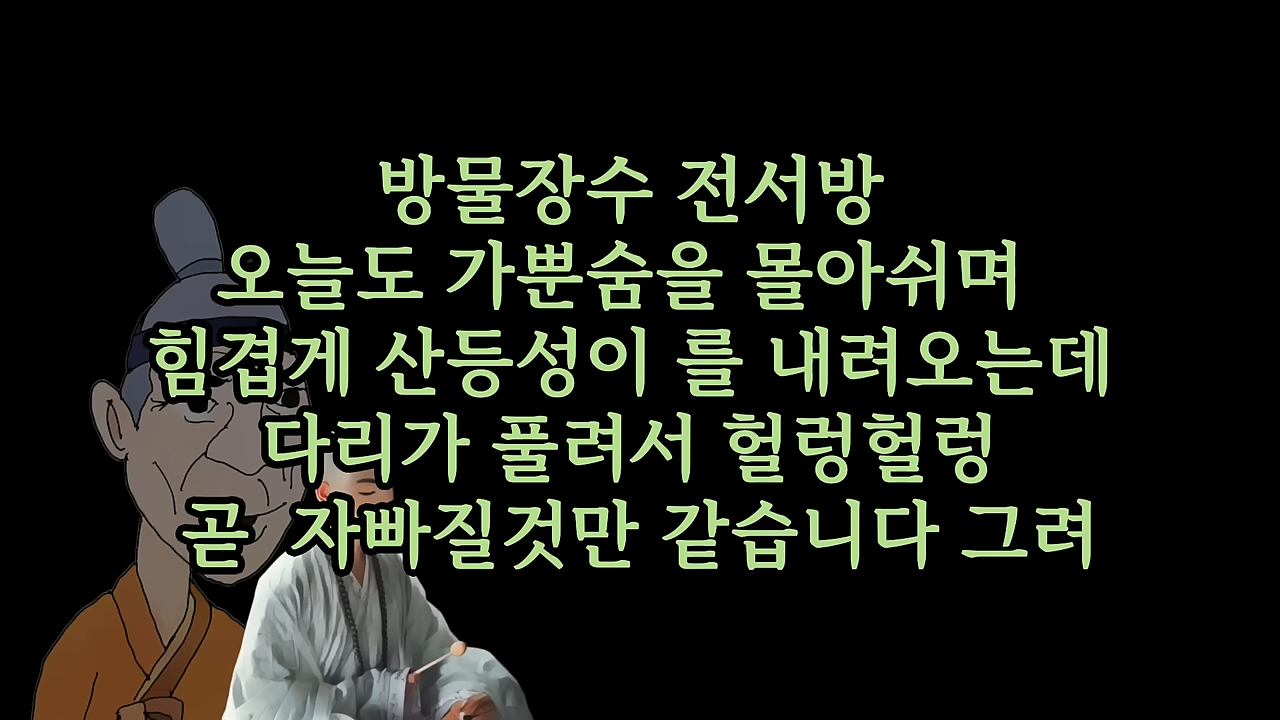 방물장수 전서방
오늘도 가뿐숨을 몰아쉬며
힘겹게 산등성이 를 내려오는데
다리가 풀려서 헐렁헐렁
곧 자빠질것만 같습니다 그려